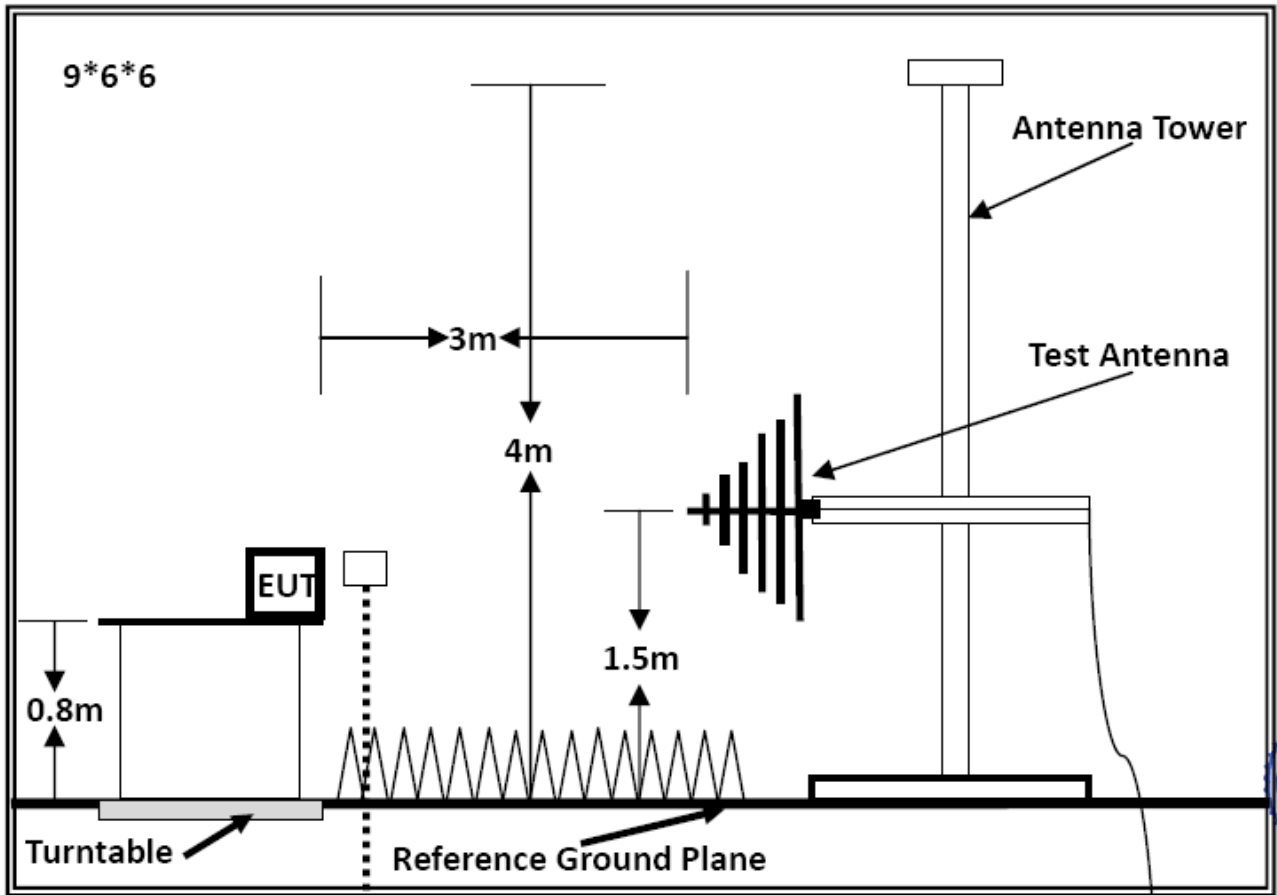 9*6*6
Antenna Tower
3m
Test Antenna
4m
EUT
1.5m
0.8m
Turntable
Reference Ground Plane